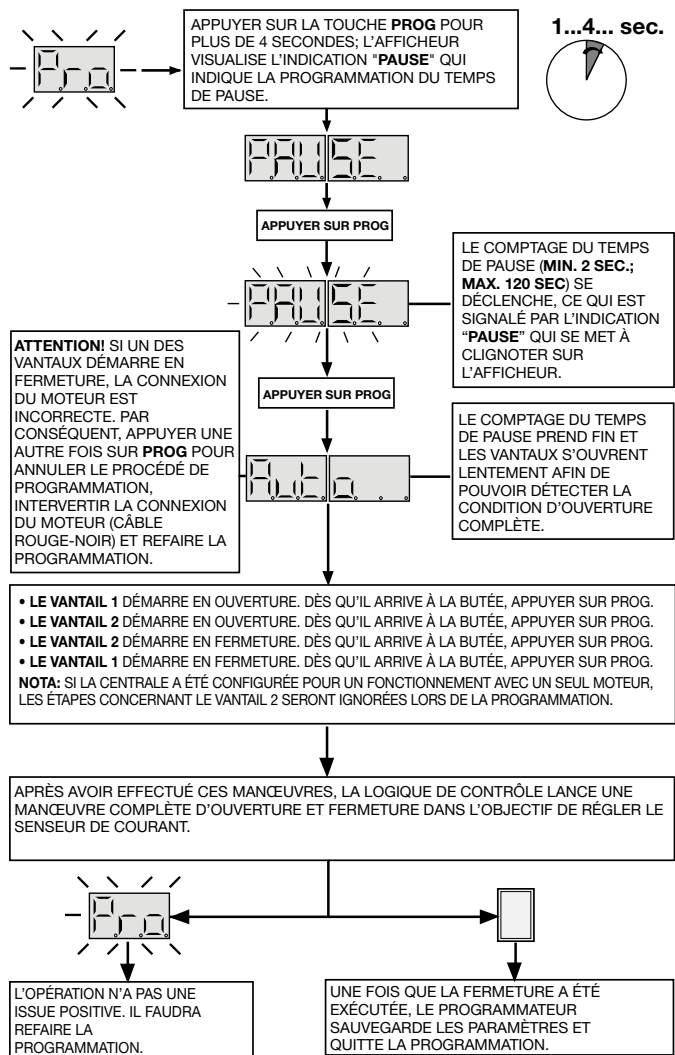 Pro
APPUYER SUR LA TOUCHE PROG POUR
PLUS DE 4 SECONDES; L'AFFICHEUR
VISUALISE L'INDICATION "PAUSE" QUI
INDIQUE LA PROGRAMMATION DU TEMPS
DE PAUSE.
1...4... sec.
PAUSE
APPUYER SUR PROG
PAUSE
LE COMPTAGE DU TEMPS
DE PAUSE (MIN. 2 SEC.;
MAX. 120 SEC) SE
DÉCLENCHE, CE QUI EST
SIGNALÉ PAR L'INDICATION
“PAUSE” QUI SE MET À
CLIGNOTER SUR
L'AFFICHEUR.
ATTENTION! SI UN DES
VANTAUX DÉMARRE EN
FERMETURE, LA CONNEXION
DU MOTEUR EST
INCORRECTE. PAR
CONSÉQUENT, APPUYER UNE
AUTRE FOIS SUR PROG POUR
ANNULER LE PROCÉDÉ DE
PROGRAMMATION,
INTERVERTIR LA CONNEXION
DU MOTEUR (CÂBLE
ROUGE-NOIR) ET REFAIRE LA
PROGRAMMATION.
APPUYER SUR PROG
Auto
LE COMPTAGE DU TEMPS
DE PAUSE PREND FIN ET
LES VANTAUX S'OUVRENT
LENTEMENT AFIN DE
POUVOIR DÉTECTER LA
CONDITION D'OUVERTURE
COMPLÈTE.
• LE VANTAIL 1 DÉMARRE EN OUVERTURE. DÈS QU'IL ARRIVE À LA BUTÉE, APPUYER SUR PROG.
• LE VANTAIL 2 DÉMARRE EN OUVERTURE. DÈS QU'IL ARRIVE À LA BUTÉE, APPUYER SUR PROG.
• LE VANTAIL 2 DÉMARRE EN FERMETURE. DÈS QU'IL ARRIVE À LA BUTÉE, APPUYER SUR PROG.
• LE VANTAIL 1 DÉMARRE EN FERMETURE. DÈS QU'IL ARRIVE À LA BUTÉE, APPUYER SUR PROG.
NOTA: SI LA CENTRALE A ÉTÉ CONFIGURÉE POUR UN FONCTIONNEMENT AVEC UN SEUL MOTEUR,
LES ÉTAPES CONCERNANT LE VANTAIL 2 SERONT IGNORÉES LORS DE LA PROGRAMMATION.
APRÈS AVOIR EFFECTUÉ CES MANŒUVRES, LA LOGIQUE DE CONTRÔLE LANCE UNE
MANŒUVRE COMPLÈTE D'OUVERTURE ET FERMETURE DANS L'OBJECTIF DE RÉGLER LE
SENSEUR DE COURANT.
Pro
L'OPÉRATION N'A PAS UNE
ISSUE POSITIVE. IL FAUDRA
REFAIRE LA
PROGRAMMATION.
UNE FOIS QUE LA FERMETURE A ÉTÉ
EXÉCUTÉE, LE PROGRAMMATEUR
SAUVEGARDE LES PARAMÈTRES ET
QUITTE LA PROGRAMMATION.